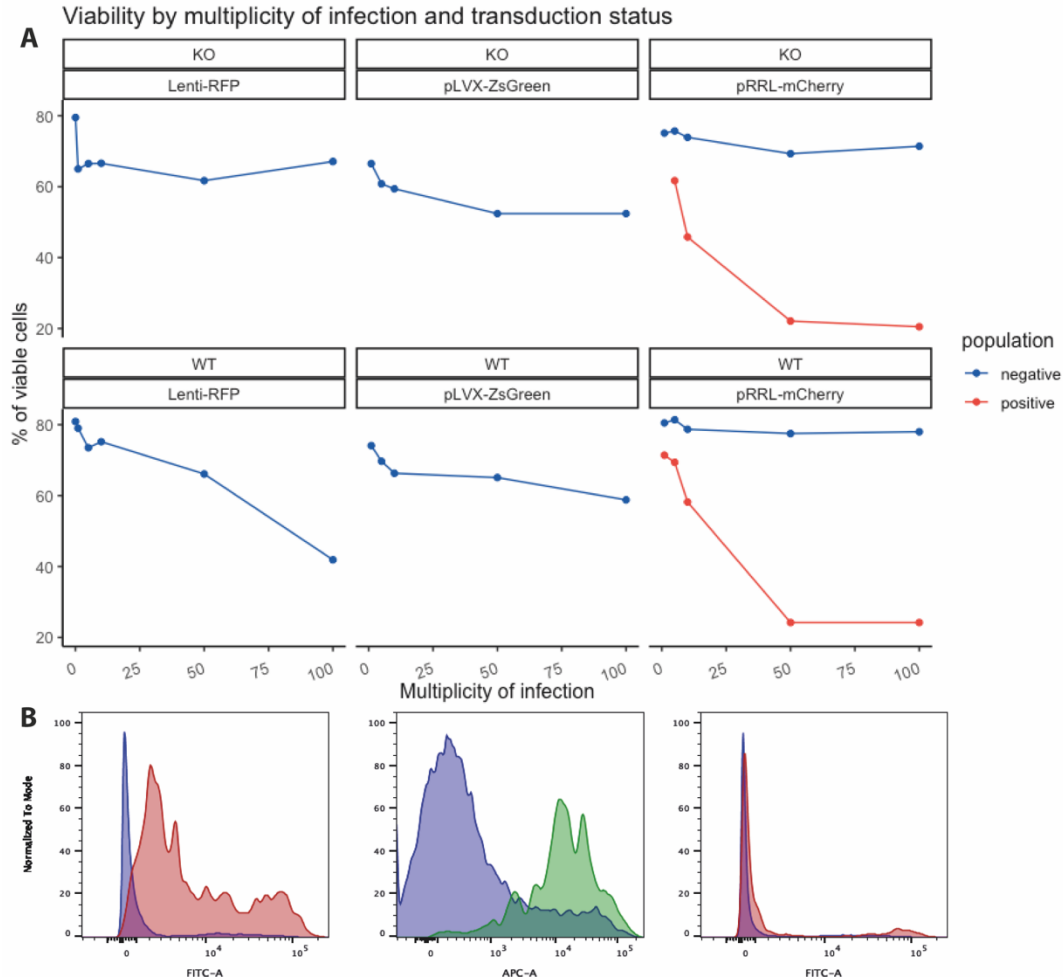 Viability by multiplicity of infection and transduction status
A
KO KO KO
Lenti-RFP pLVX-ZsGreen pRRL-mCherry
80
60
40
20
% of viable cells
WT WT WT
Lenti-RFP pLVX-ZsGreen pRRL-mCherry
80
60
40
20
0 25 50 75 100 0 25 50 75 100 0 25 50 75 100
Multiplicity of infection
population
negative
positive
B
Normalized To Mode
100 100 100
80 80 80
60 60 60
40 40 40
20 20 20
0 0 0
0 10⁴ 10⁵ 0 10³ 10⁴ 10⁵ 0 10⁴ 10⁵
FITC-A APC-A FITC-A